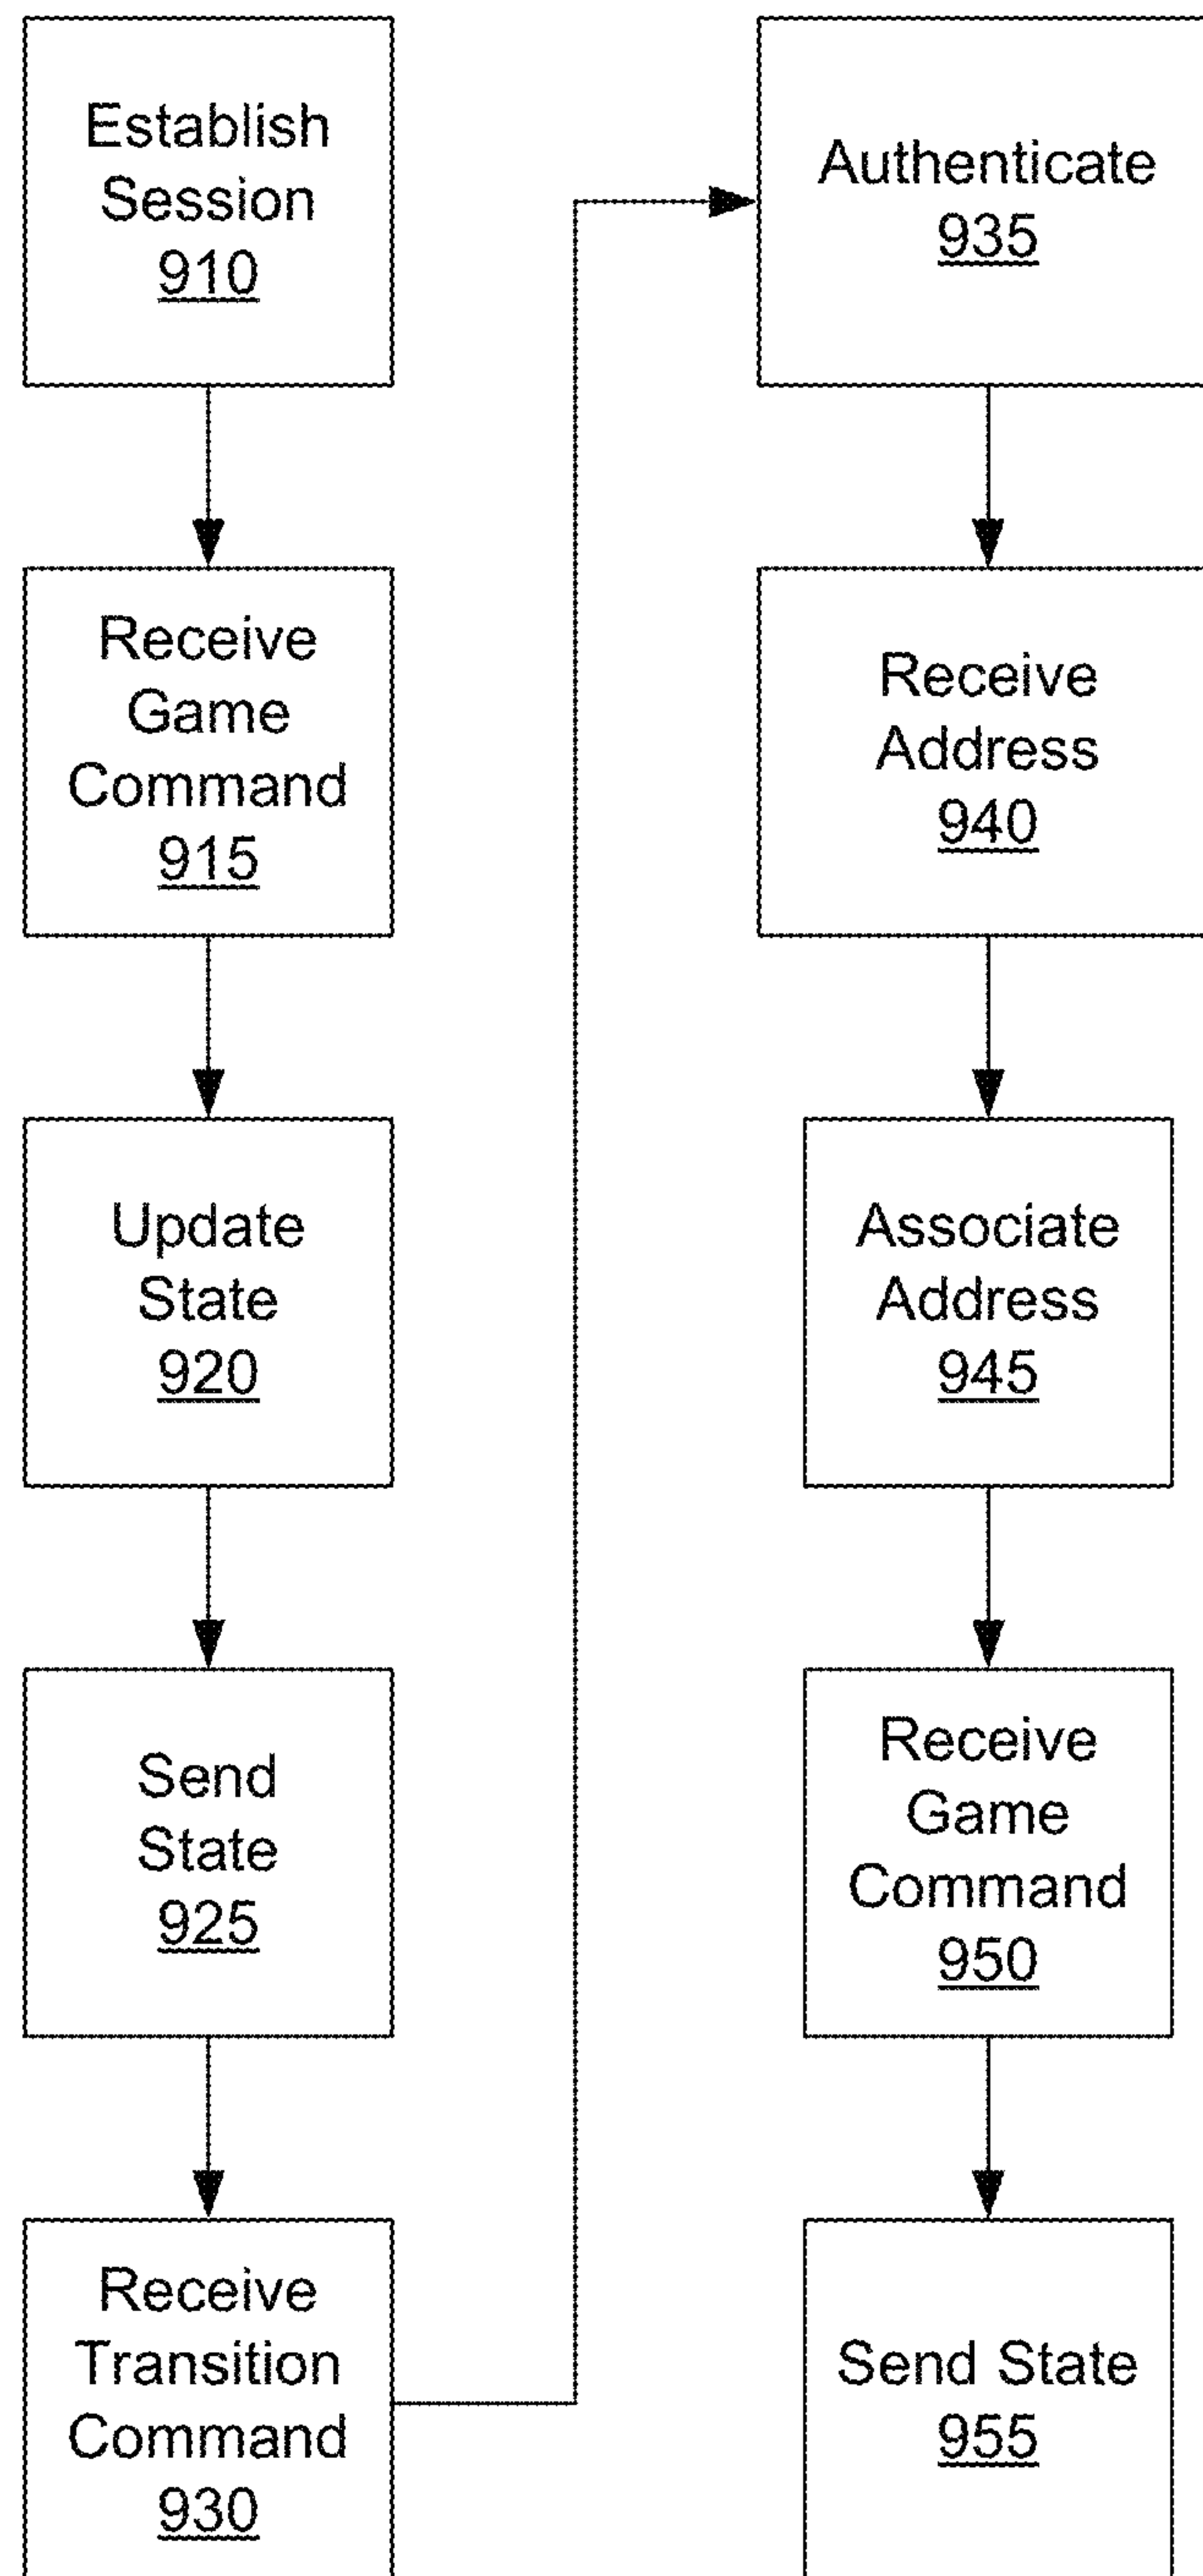 Establish
Session
910
Receive
Game
Command
915
Update
State
920
Send
State
925
Receive
Transition
Command
930
Authenticate
935
Receive
Address
940
Associate
Address
945
Receive
Game
Command
950
Send State
955